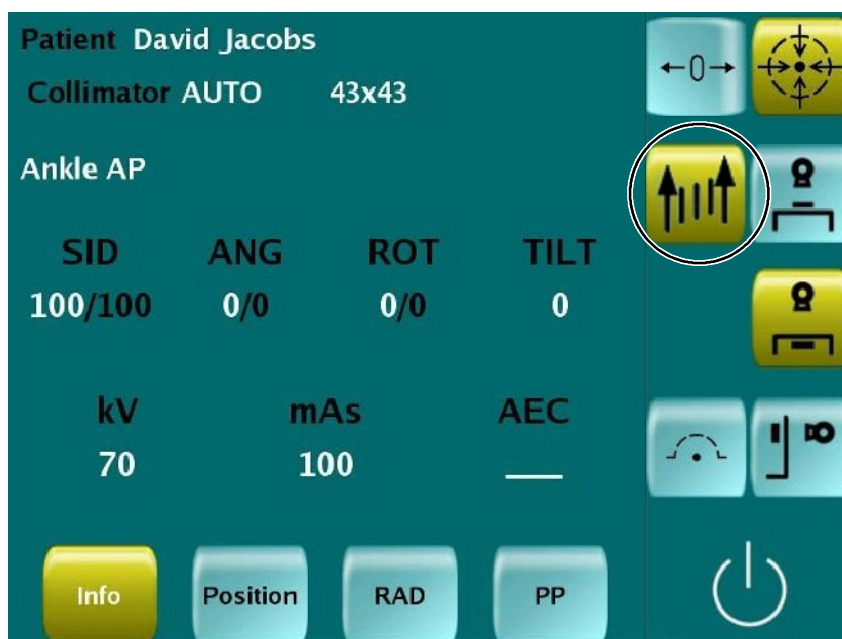 Patient David Jacobs
Collimator AUTO 43x43
Ankle AP
SID ANG ROT TILT
100/100 0/0 0/0 0
kV mAs AEC
70 100
Info Position RAD PP
←0→